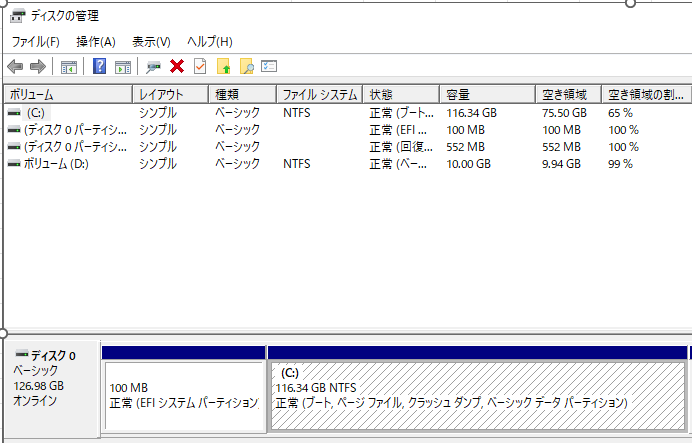 ディスクの管理
ファイル(F) 操作(A) 表示(V) ヘルプ(H)
ボリューム レイアウト 種類 ファイル システム 状態 容量 空き領域 空き領域の割...
(C:) シンプル ベーシック NTFS 正常 (ブート... 116.34 GB 75.50 GB 65 %
(ディスク 0 パーティシ... シンプル ベーシック 正常 (EFI ... 100 MB 100 MB 100 %
(ディスク 0 パーティシ... シンプル ベーシック 正常 (回復... 552 MB 552 MB 100 %
ボリューム (D:) シンプル ベーシック NTFS 正常 (ベー... 10.00 GB 9.94 GB 99 %
ディスク 0
ベーシック
126.98 GB
オンライン
100 MB
正常 (EFI システム パーティション)
(C:)
116.34 GB NTFS
正常 (ブート, ページ ファイル, クラッシュ ダンプ, ベーシック データ パーティション)